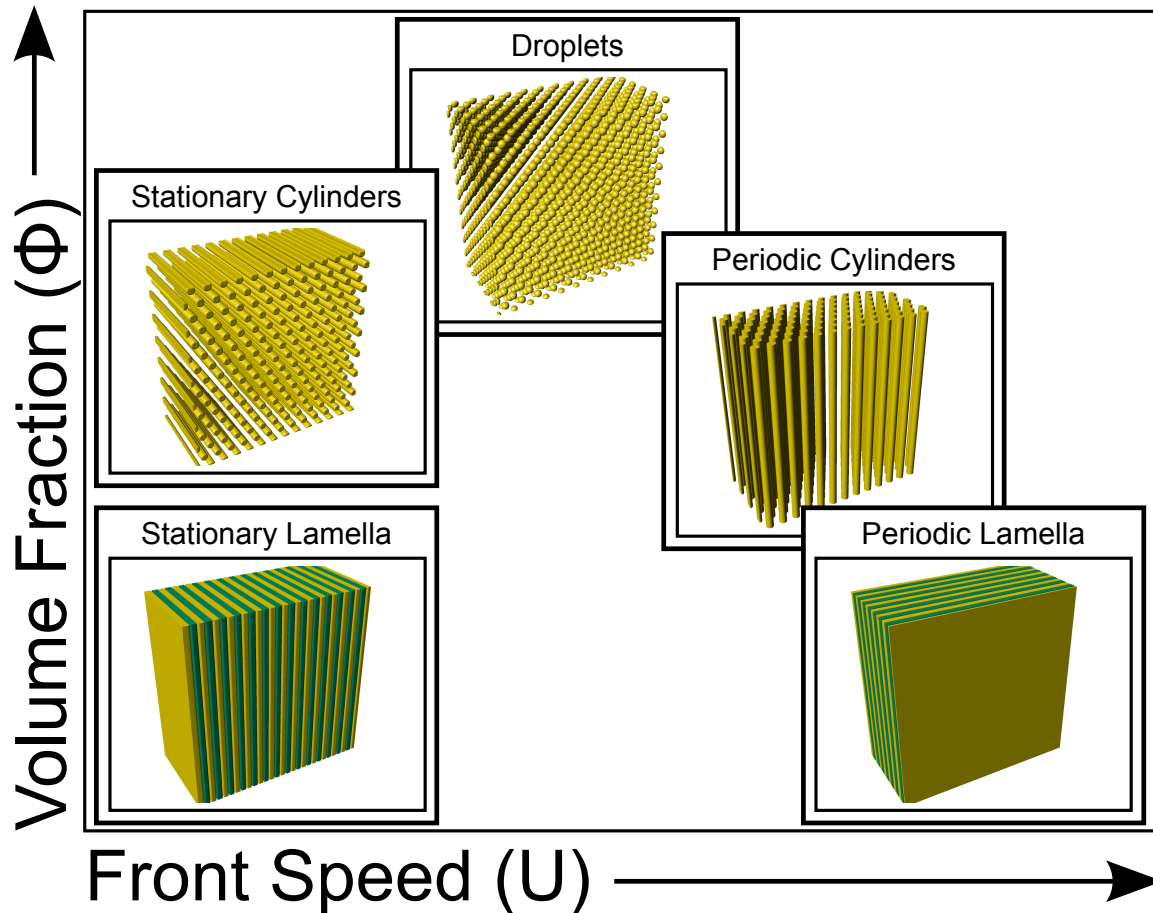 Droplets
Stationary Cylinders
Periodic Cylinders
Stationary Lamella
Periodic Lamella
Volume Fraction (Φ)
Front Speed (U)